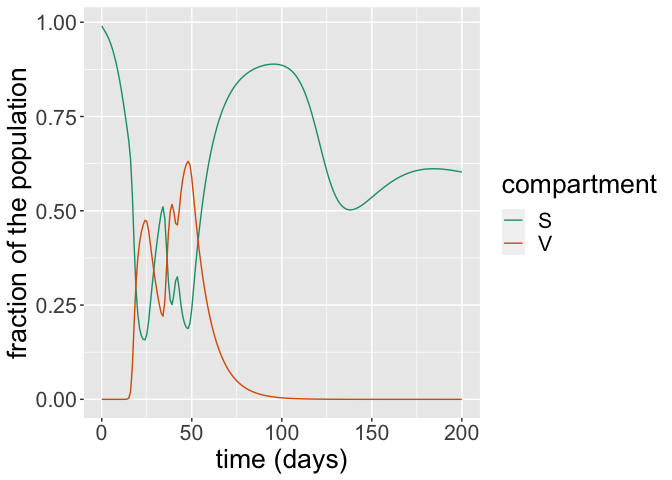 1.00
0.75
0.50
0.25
0.00
fraction of the population
0 50 100 150 200
time (days)
compartment
S
V